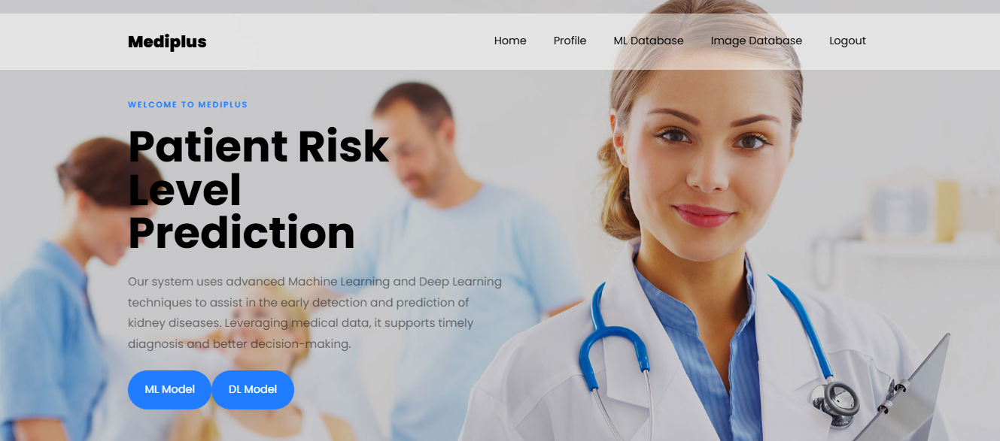 Mediplus
Home Profile ML Database Image Database Logout
WELCOME TO MEDIPLUS
Patient Risk
Level
Prediction
Our system uses advanced Machine Learning and Deep Learning
techniques to assist in the early detection and prediction of
kidney diseases. Leveraging medical data, it supports timely
diagnosis and better decision-making.
ML Model DL Model